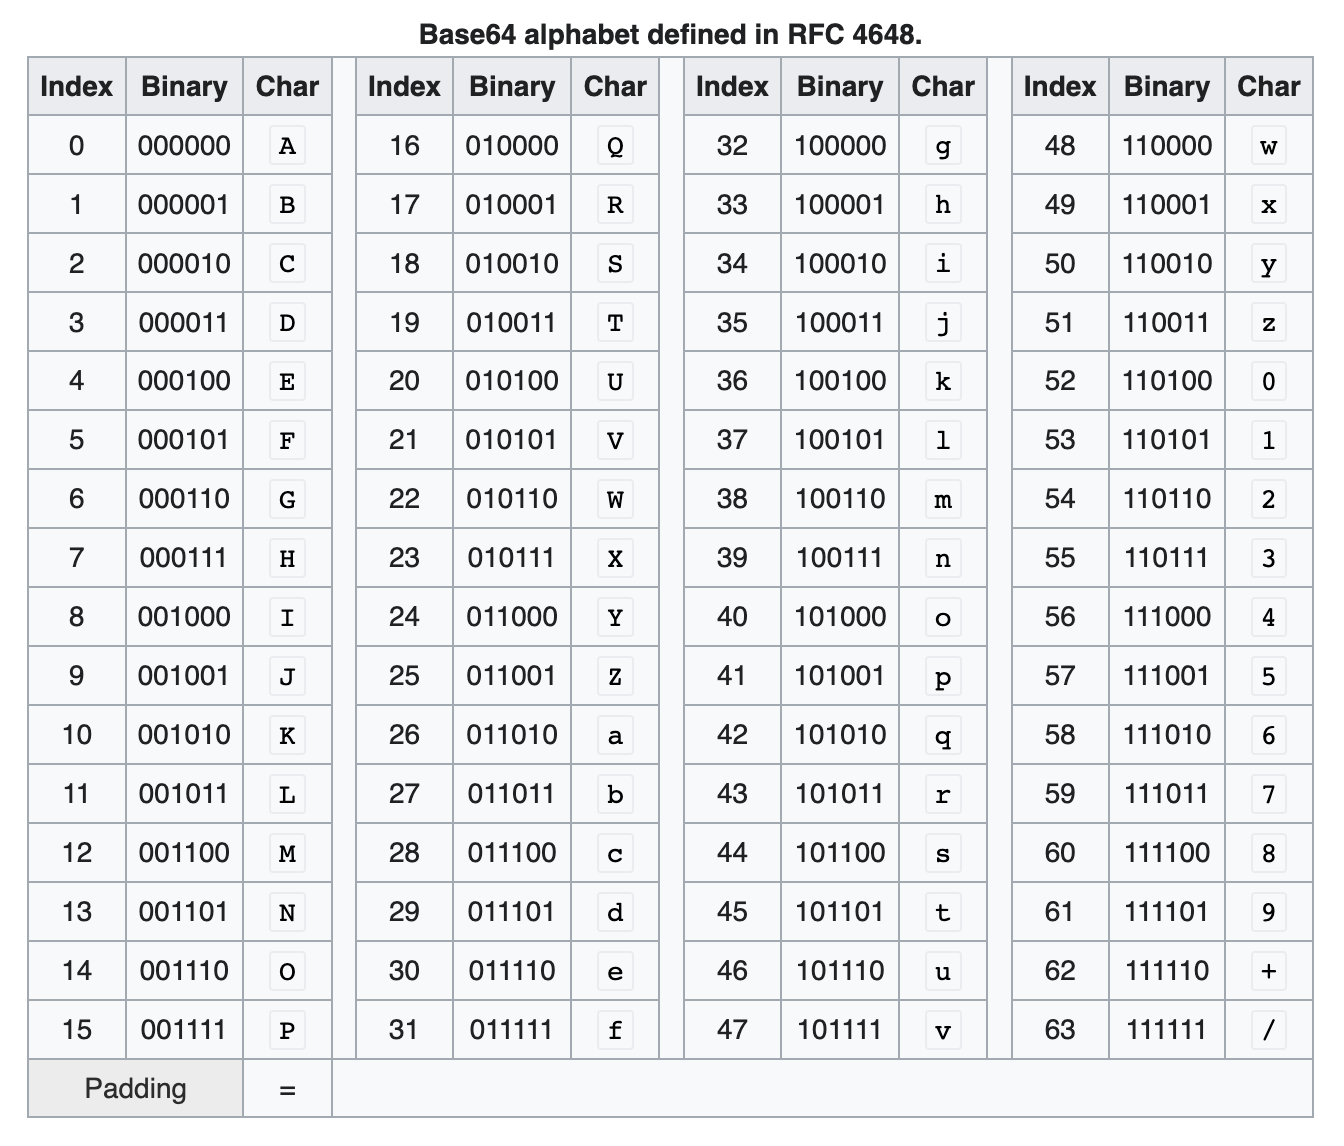 Base64 alphabet defined in RFC 4648.
Index Binary Char Index Binary Char Index Binary Char Index Binary Char
0 000000 A 16 010000 Q 32 100000 g 48 110000 w
1 000001 B 17 010001 R 33 100001 h 49 110001 x
2 000010 C 18 010010 S 34 100010 i 50 110010 y
3 000011 D 19 010011 T 35 100011 j 51 110011 z
4 000100 E 20 010100 U 36 100100 k 52 110100 0
5 000101 F 21 010101 V 37 100101 l 53 110101 1
6 000110 G 22 010110 W 38 100110 m 54 110110 2
7 000111 H 23 010111 X 39 100111 n 55 110111 3
8 001000 I 24 011000 Y 40 101000 o 56 111000 4
9 001001 J 25 011001 Z 41 101001 p 57 111001 5
10 001010 K 26 011010 a 42 101010 q 58 111010 6
11 001011 L 27 011011 b 43 101011 r 59 111011 7
12 001100 M 28 011100 c 44 101100 s 60 111100 8
13 001101 N 29 011101 d 45 101101 t 61 111101 9
14 001110 O 30 011110 e 46 101110 u 62 111110 +
15 001111 P 31 011111 f 47 101111 v 63 111111 /
Padding =